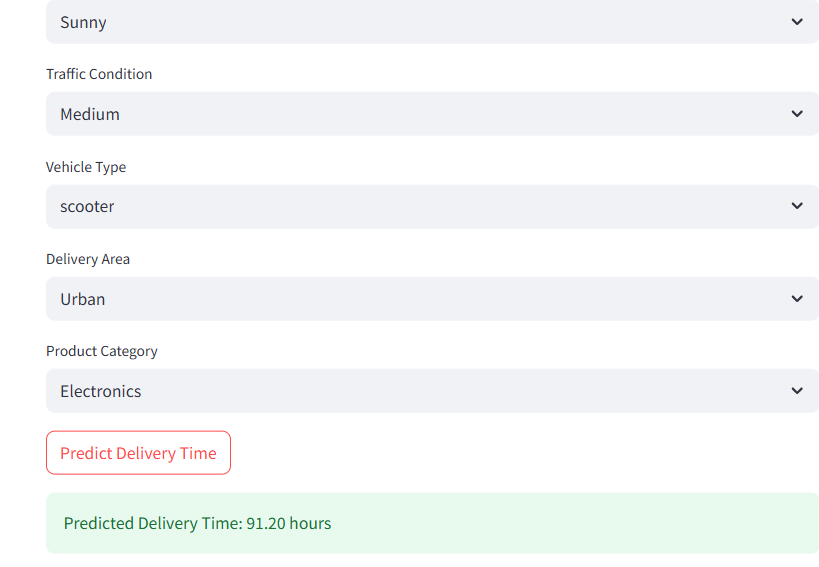 Sunny
Traffic Condition
Medium
Vehicle Type
scooter
Delivery Area
Urban
Product Category
Electronics
Predict Delivery Time
Predicted Delivery Time: 91.20 hours